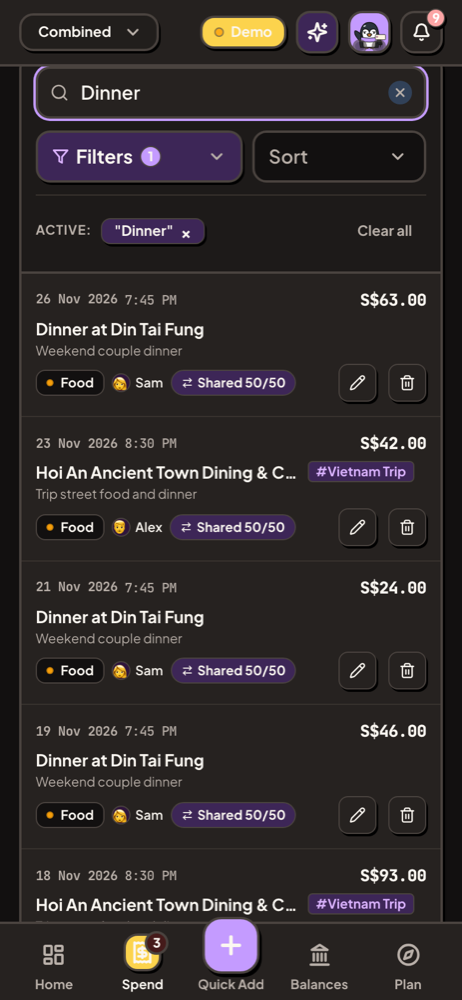 Combined
Demo
9
Dinner
Filters 1
Sort
ACTIVE: "Dinner" ×
Clear all
26 Nov 2026 7:45 PM
S$63.00
Dinner at Din Tai Fung
Weekend couple dinner
Food
Sam
Shared 50/50
23 Nov 2026 8:30 PM
S$42.00
Hoi An Ancient Town Dining & C...
#Vietnam Trip
Trip street food and dinner
Food
Alex
Shared 50/50
21 Nov 2026 7:45 PM
S$24.00
Dinner at Din Tai Fung
Weekend couple dinner
Food
Sam
Shared 50/50
19 Nov 2026 7:45 PM
S$46.00
Dinner at Din Tai Fung
Weekend couple dinner
Food
Sam
Shared 50/50
18 Nov 2026 8:30 PM
S$93.00
Hoi An Ancient Town Dining & C...
#Vietnam Trip
3
Home
Spend
Quick Add
Balances
Plan